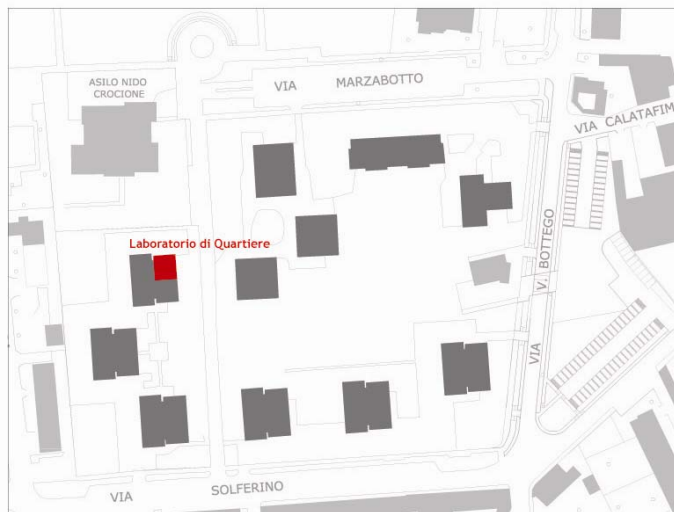 ASILO NIDO
CROCIONE
VIA MARZABOTTO
VIA CALATAFIM
Laboratorio di Quartiere
VIA V. BOTTEGO
VIA SOLFERINO